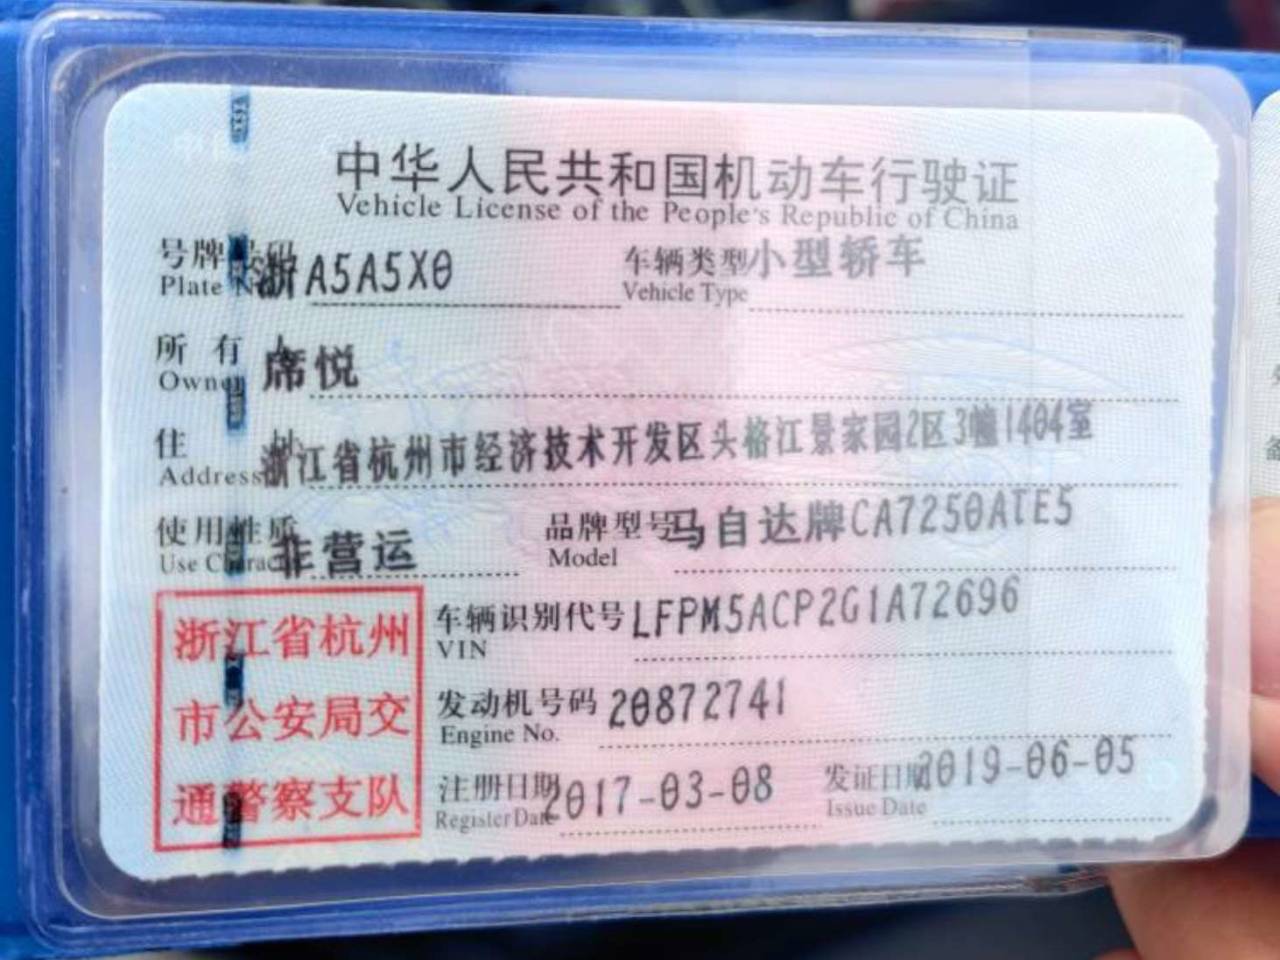 中华人民共和国机动车行驶证
Vehicle License of the People's Republic of China
号牌号码 浙A5A5X0 车辆类型 小型轿车
Plate No. Vehicle Type
所有人 席悦
Owner
住址 浙江省杭州市经济技术开发区头格江景家园2区3幢1404室
Address
使用性质 非营运 品牌型号 马自达牌CA7250ATE5
Use Character Model
车辆识别代号 LFPM5ACP2G1A72696
VIN
发动机号码 20872741
Engine No.
注册日期 2017-03-08 发证日期 2019-06-05
Register Date Issue Date
浙江省杭州
市公安局交
通警察支队